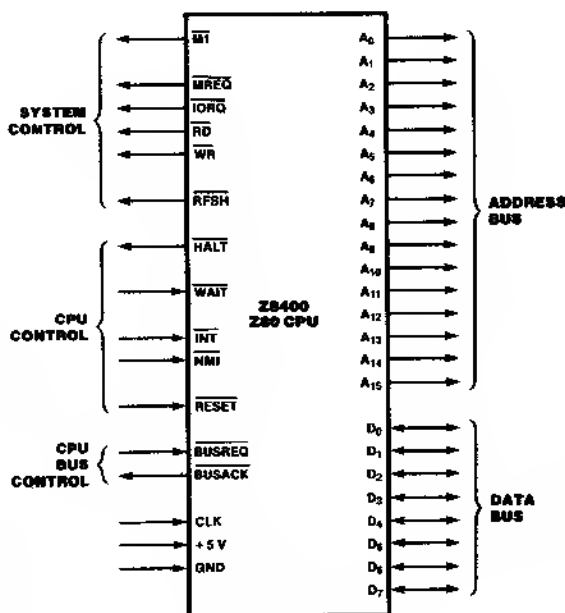 SYSTEM
CONTROL
M1
MREQ
IORQ
RD
WR
RFSH
CPU
CONTROL
HALT
WAIT
INT
NMI
RESET
CPU
BUS
CONTROL
BUSREQ
BUSACK
CLK
+5 V
GND
Z8400
Z80 CPU
A0
A1
A2
A3
A4
A5
A6
A7
A8
A9
A10
A11
A12
A13
A14
A15
ADDRESS
BUS
D0
D1
D2
D3
D4
D5
D6
D7
DATA
BUS